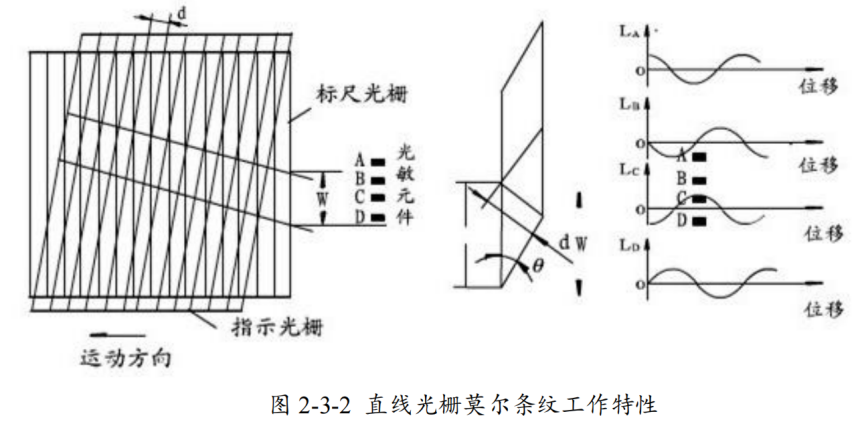 d
标尺光栅
A 光
B 敏
W C 元
D 件
指示光栅
运动方向
d W
θ
LA
O 位移
LB
O 位移
A
B
LC
C
O 位移
D
LD
O 位移
图 2-3-2 直线光栅莫尔条纹工作特性